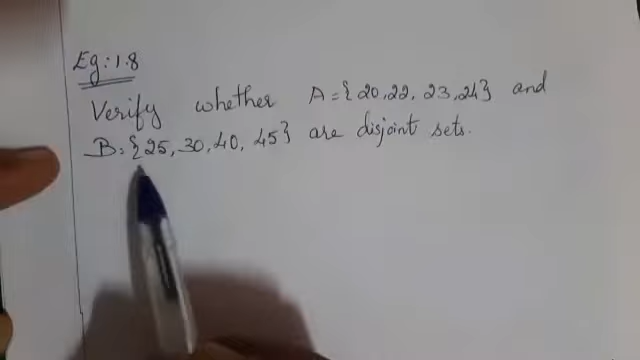 Eg:1.8
Verify whether A={20,22, 23,24} and
B={25, 30,40, 45} are disjoint sets.